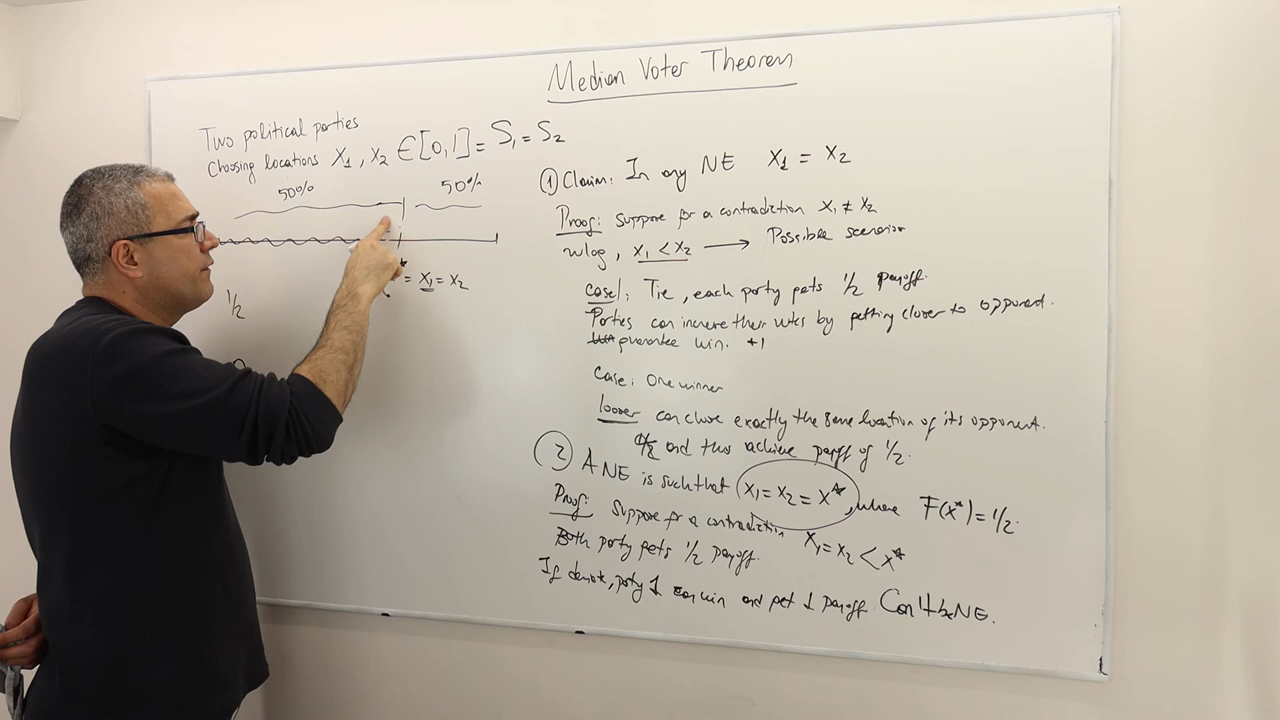 Median Voter Theorem
Two political parties
Choosing locations X1, X2 ∈ [0,1] = S1 = S2
50% 50%
= X1 = X2
1/2
① Claim: In any NE X1 = X2
Proof: Suppose for a contradiction X1 ≠ X2
wlog, X1 < X2 → Possible scenarios
Case 1: Tie, each party gets 1/2 payoff.
Parties can increse their votes by getting closer to opponent.
guarantee win. +1
Case: One winner
looser can chose exactly the same location of its opponent.
and thus achieve payoff of 1/2.
② A NE is such that X1 = X2 = X*, where F(X*) = 1/2.
Proof: Suppose for a contradiction X1 = X2 < X*
Both party gets 1/2 payoff.
If deviate, party 1 can win and get 1 payoff Can't be NE.